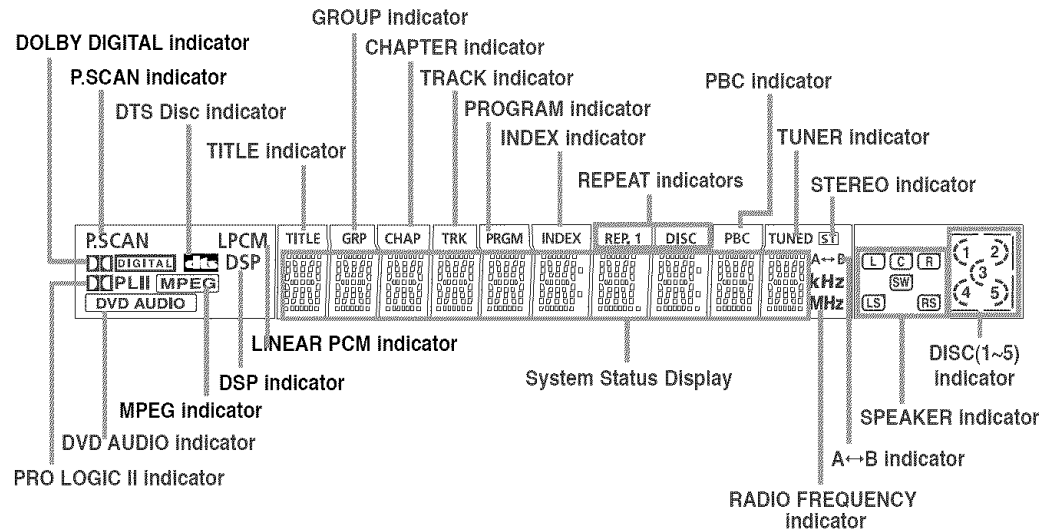 GROUP indicator
DOLBY DIGITAL indicator
CHAPTER indicator
P.SCAN indicator
TRACK indicator
PBC indicator
DTS Disc indicator
PROGRAM indicator
TITLE indicator
INDEX indicator
TUNER indicator
REPEAT indicators
STEREO indicator
P.SCAN LPCM TITLE GRP CHAP TRK PRGM INDEX REP. 1 DISC PBC TUNED ST
DIGITAL dts DSP A↔B L C R 1 2
PLII MPEG kHz SW 3
DVD AUDIO MHz LS RS 4 5
LINEAR PCM indicator
DISC(1~5)
indicator
DSP indicator
System Status Display
MPEG indicator
SPEAKER indicator
DVD AUDIO indicator
A↔B indicator
PRO LOGIC II indicator
RADIO FREQUENCY
indicator